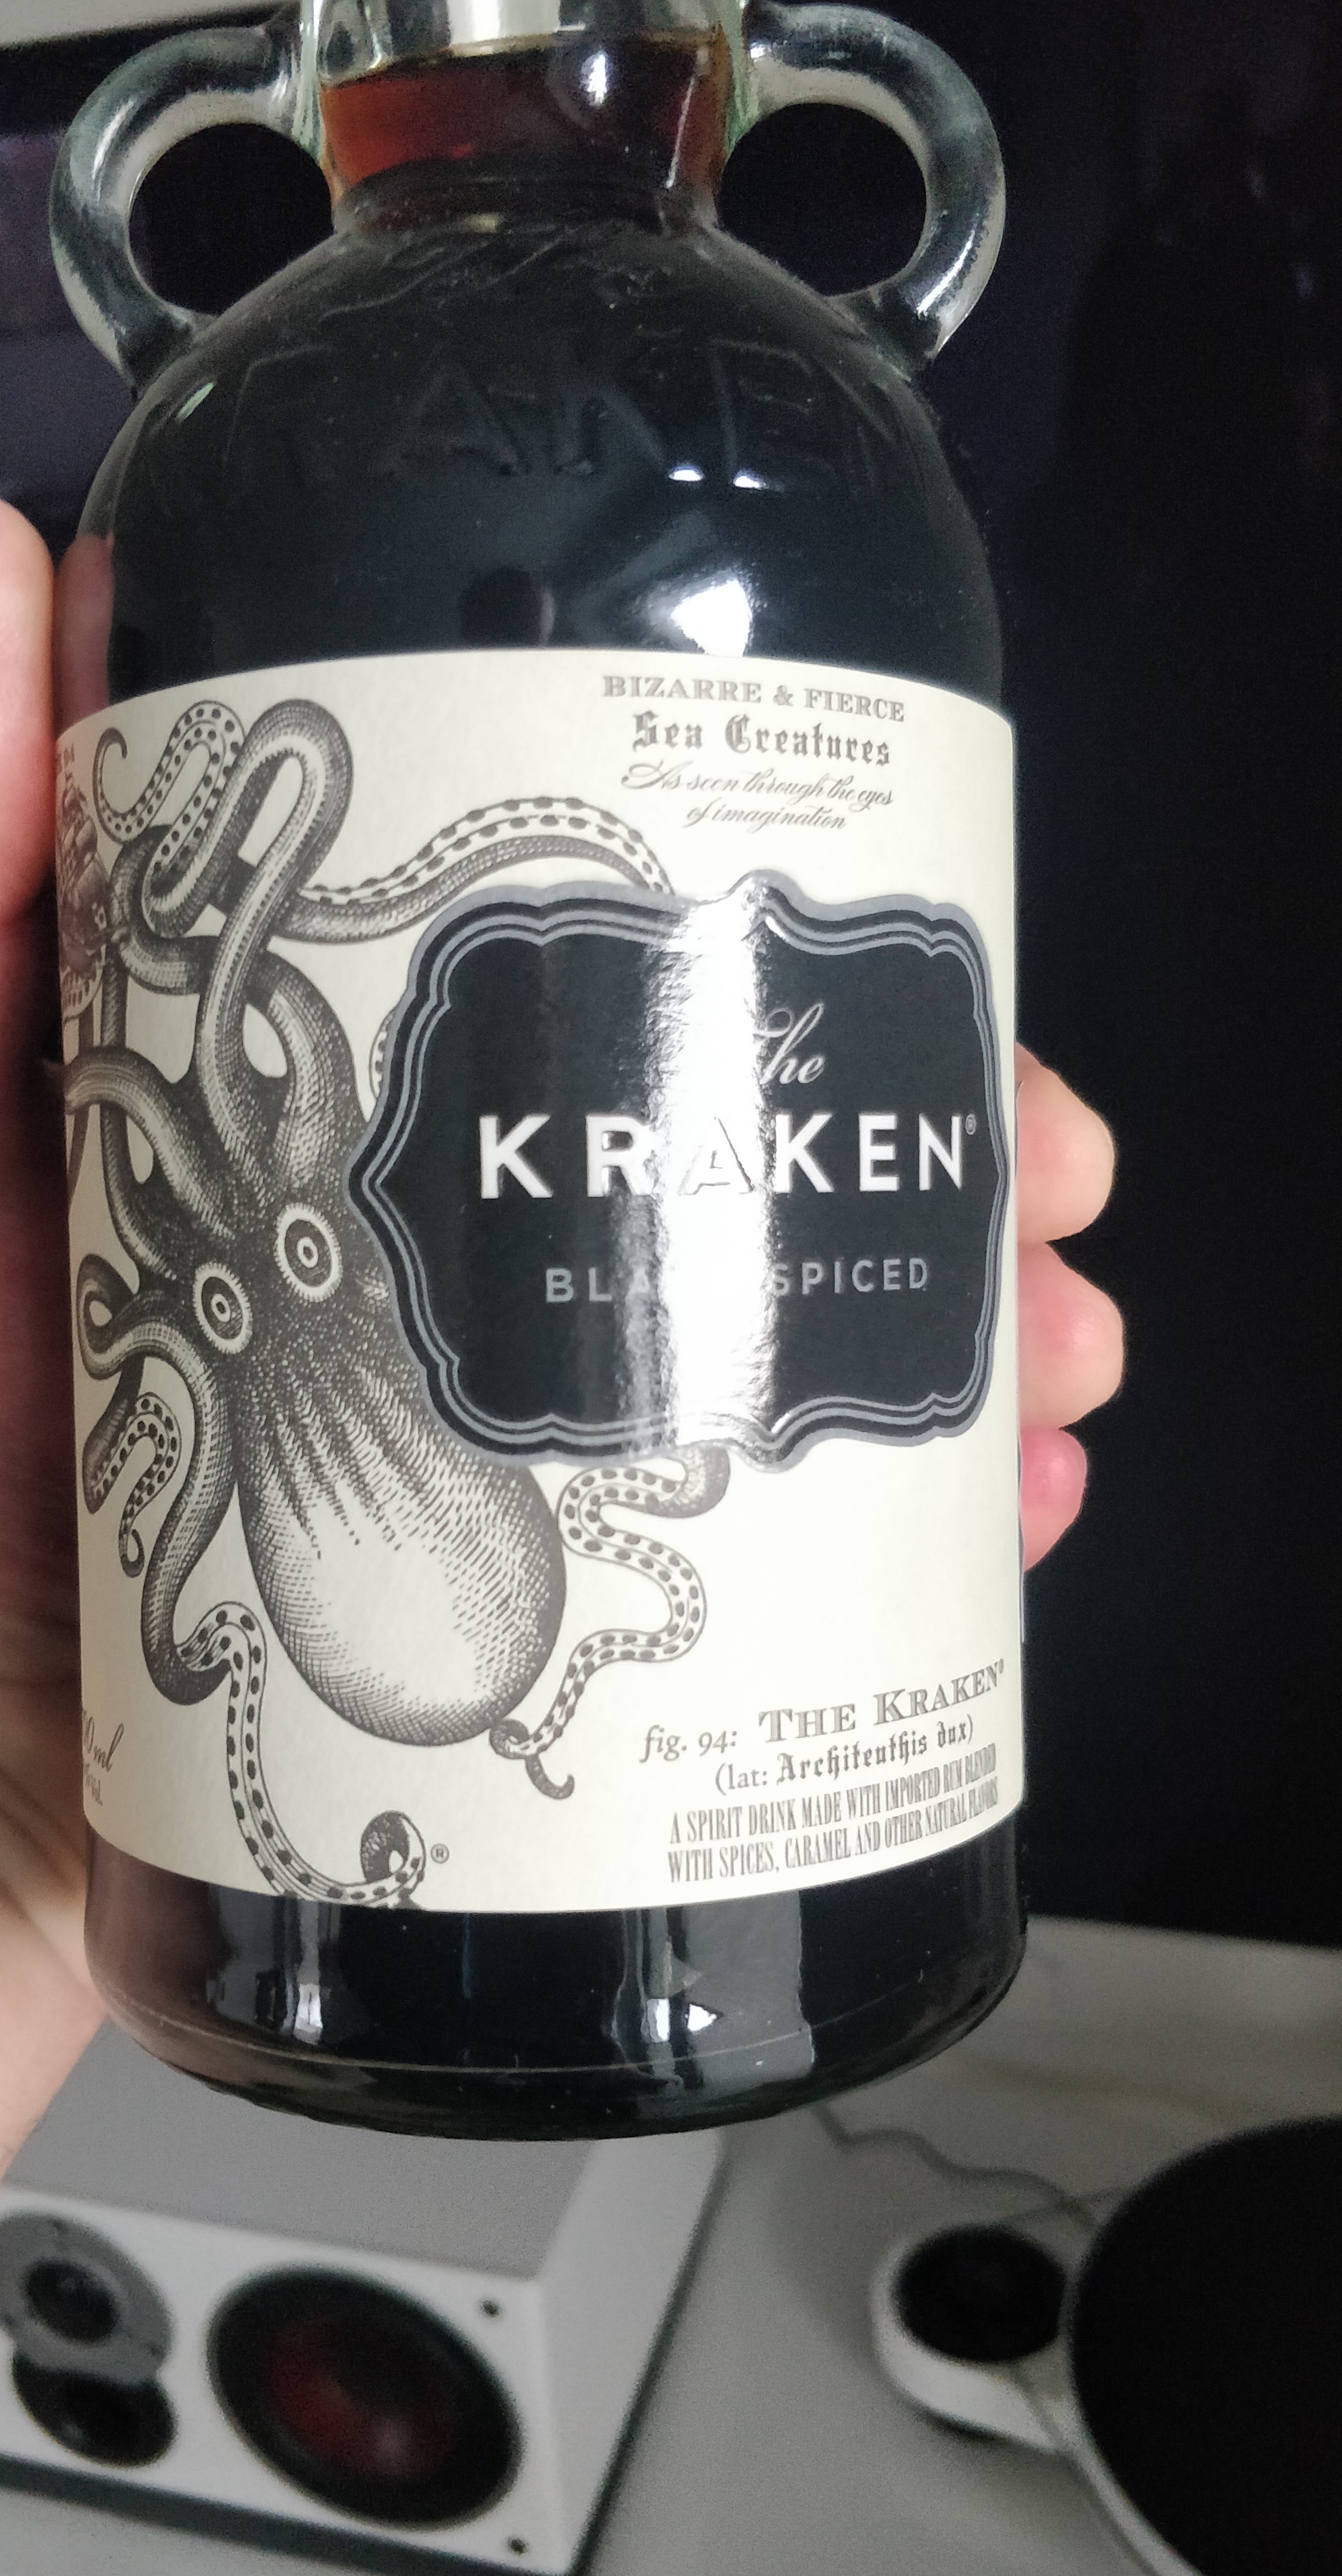 BIZARRE & FIERCE
Sea Creatures
As seen through the eyes
of imagination
The
KRAKEN®
SPICED
fig. 94: THE KRAKEN®
(lat: Architeuthis dux)
A SPIRIT DRINK MADE WITH IMPORTED RUM BLENDED
WITH SPICES, CARAMEL AND OTHER NATURAL FLAVORS
ml
®